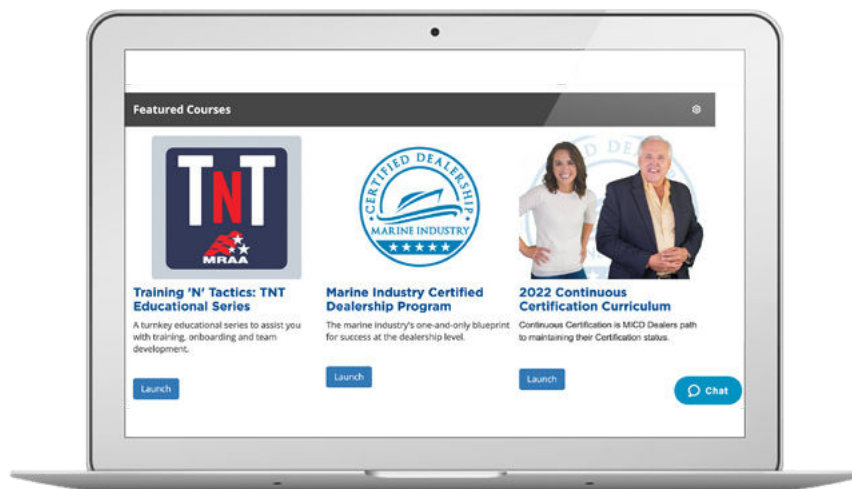 Featured Courses
TNT
MRAA
Training 'N' Tactics: TNT
Educational Series
A turnkey educational series to assist you
with training, onboarding and team
development.
Launch
CERTIFIED DEALERSHIP
MARINE INDUSTRY
Marine Industry Certified
Dealership Program
The marine industry's one-and-only blueprint
for success at the dealership level.
Launch
2022 Continuous
Certification Curriculum
Continuous Certification is MICD Dealers path
to maintaining their Certification status.
Launch
Chat